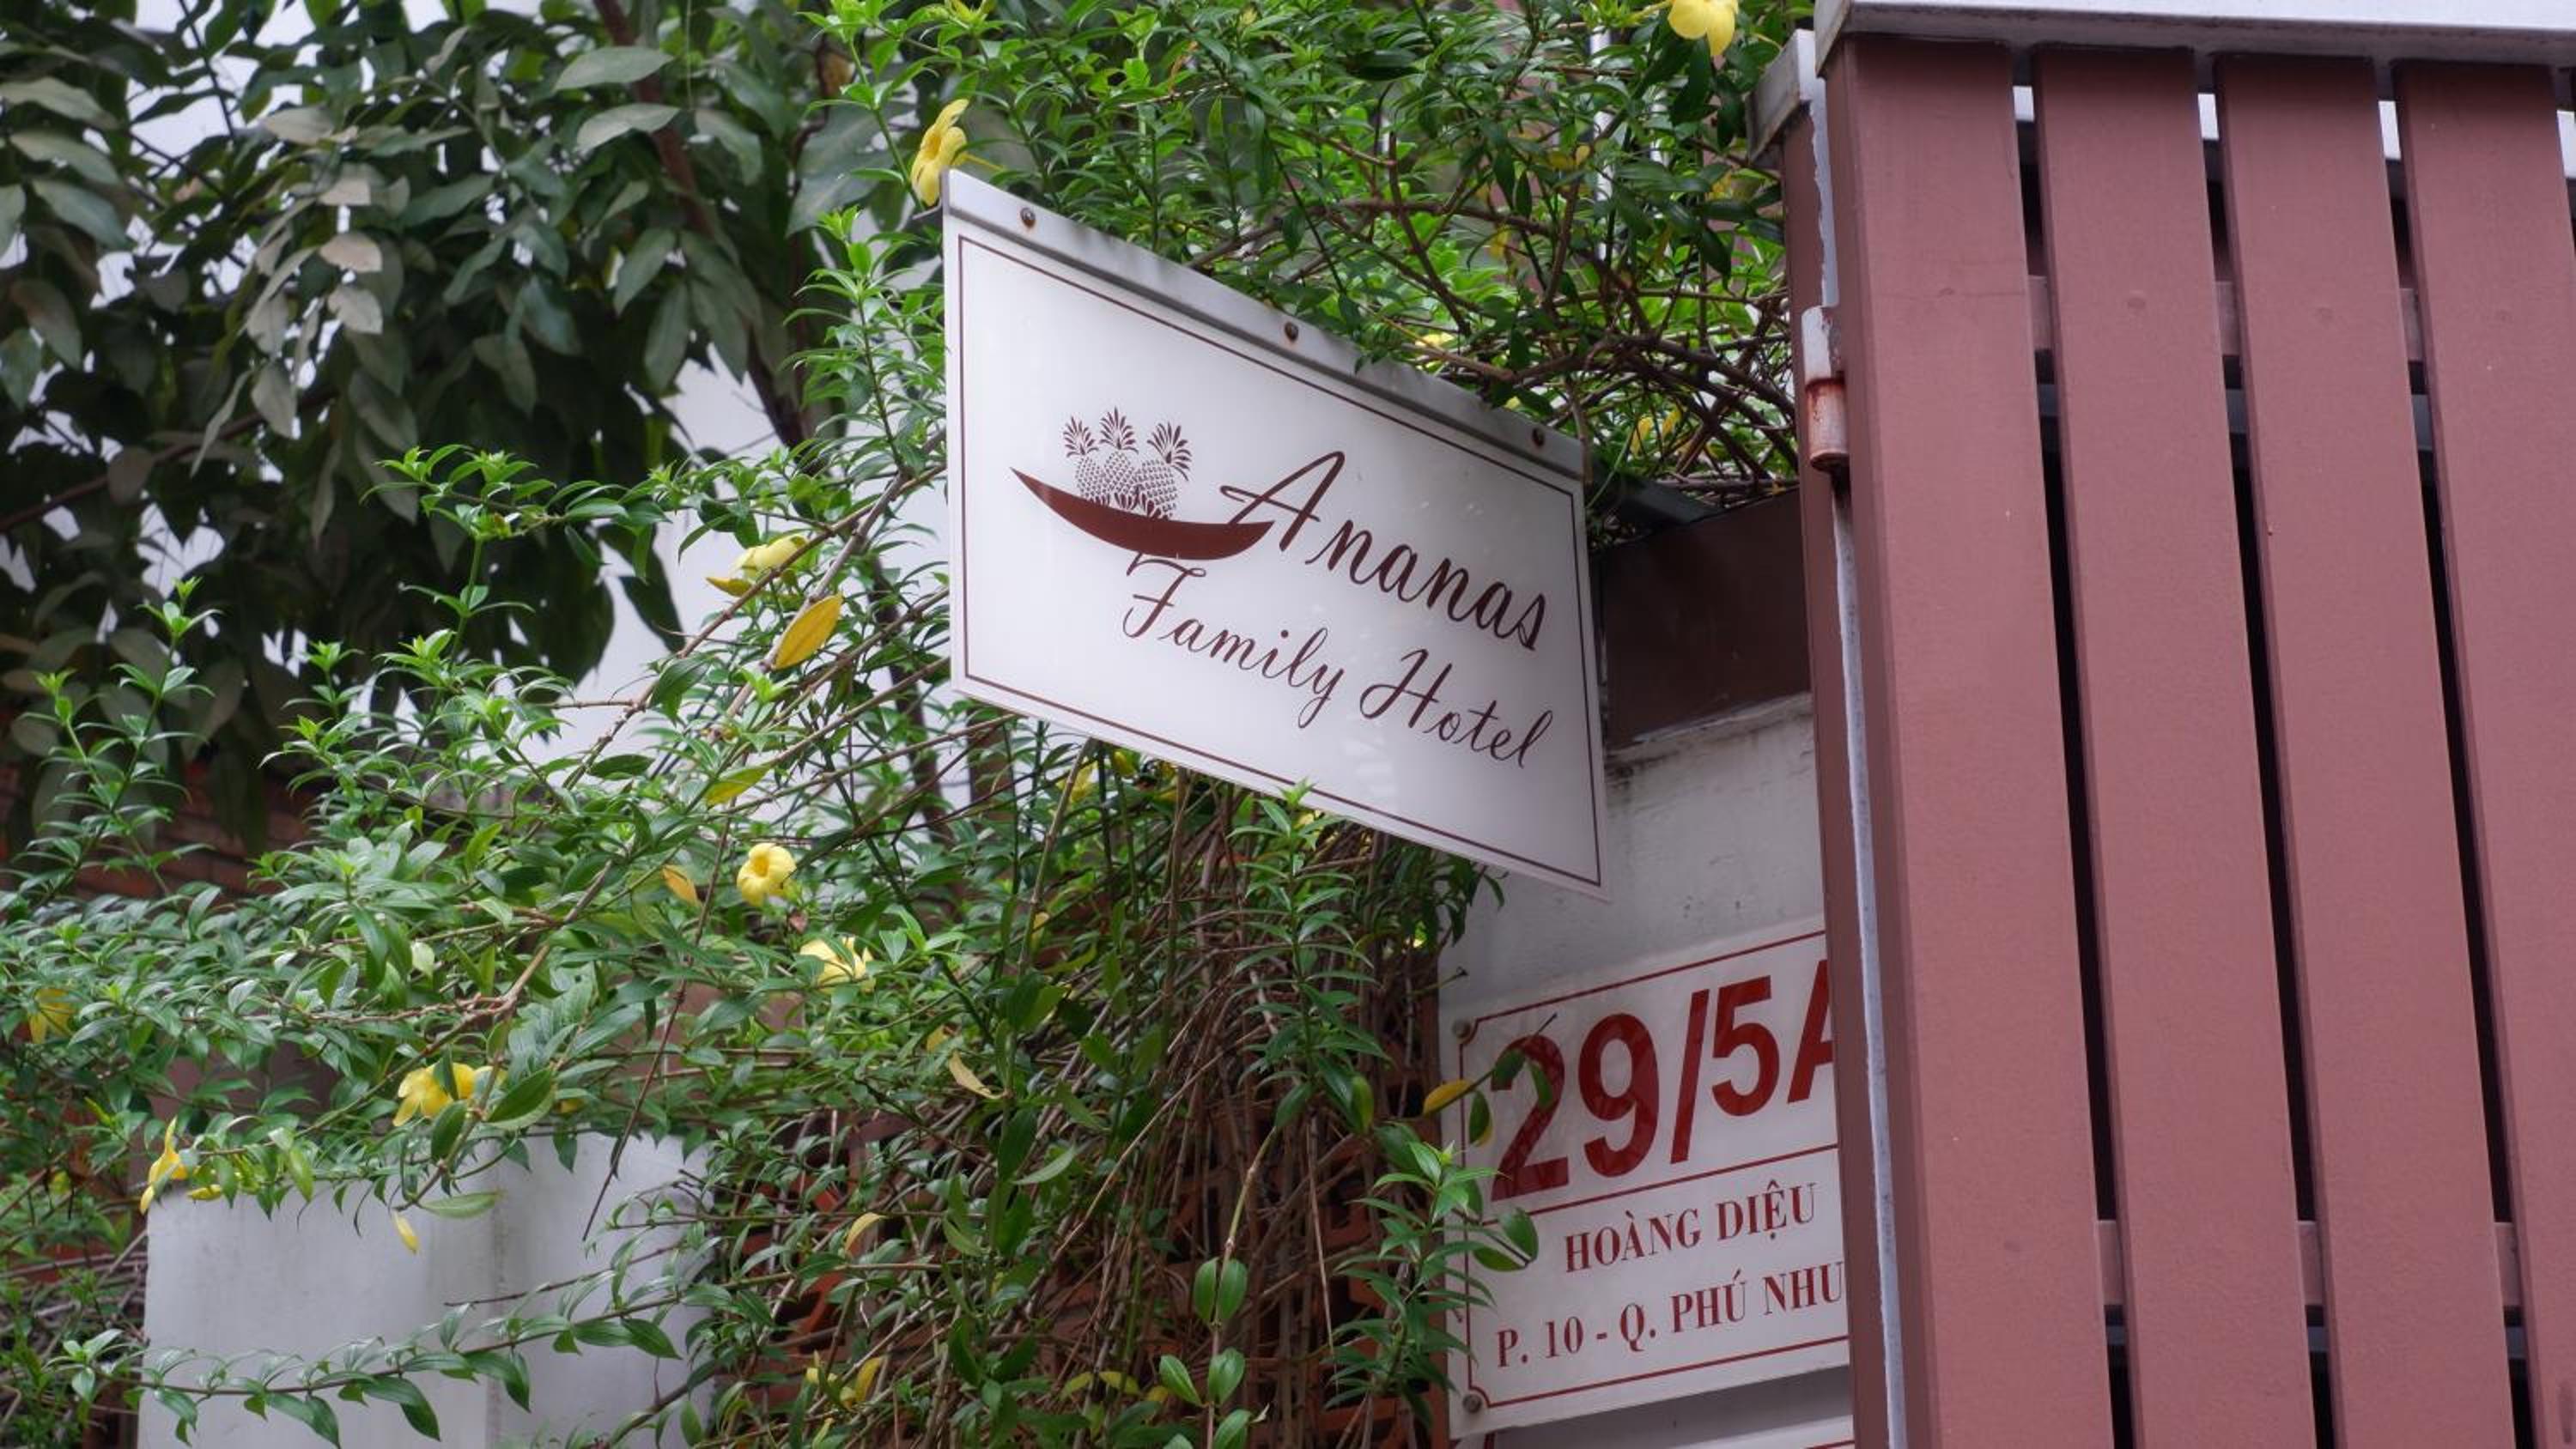 Ananas
Family Hotel
29/5A
HOÀNG DIỆU
P. 10 - Q. PHÚ NHU